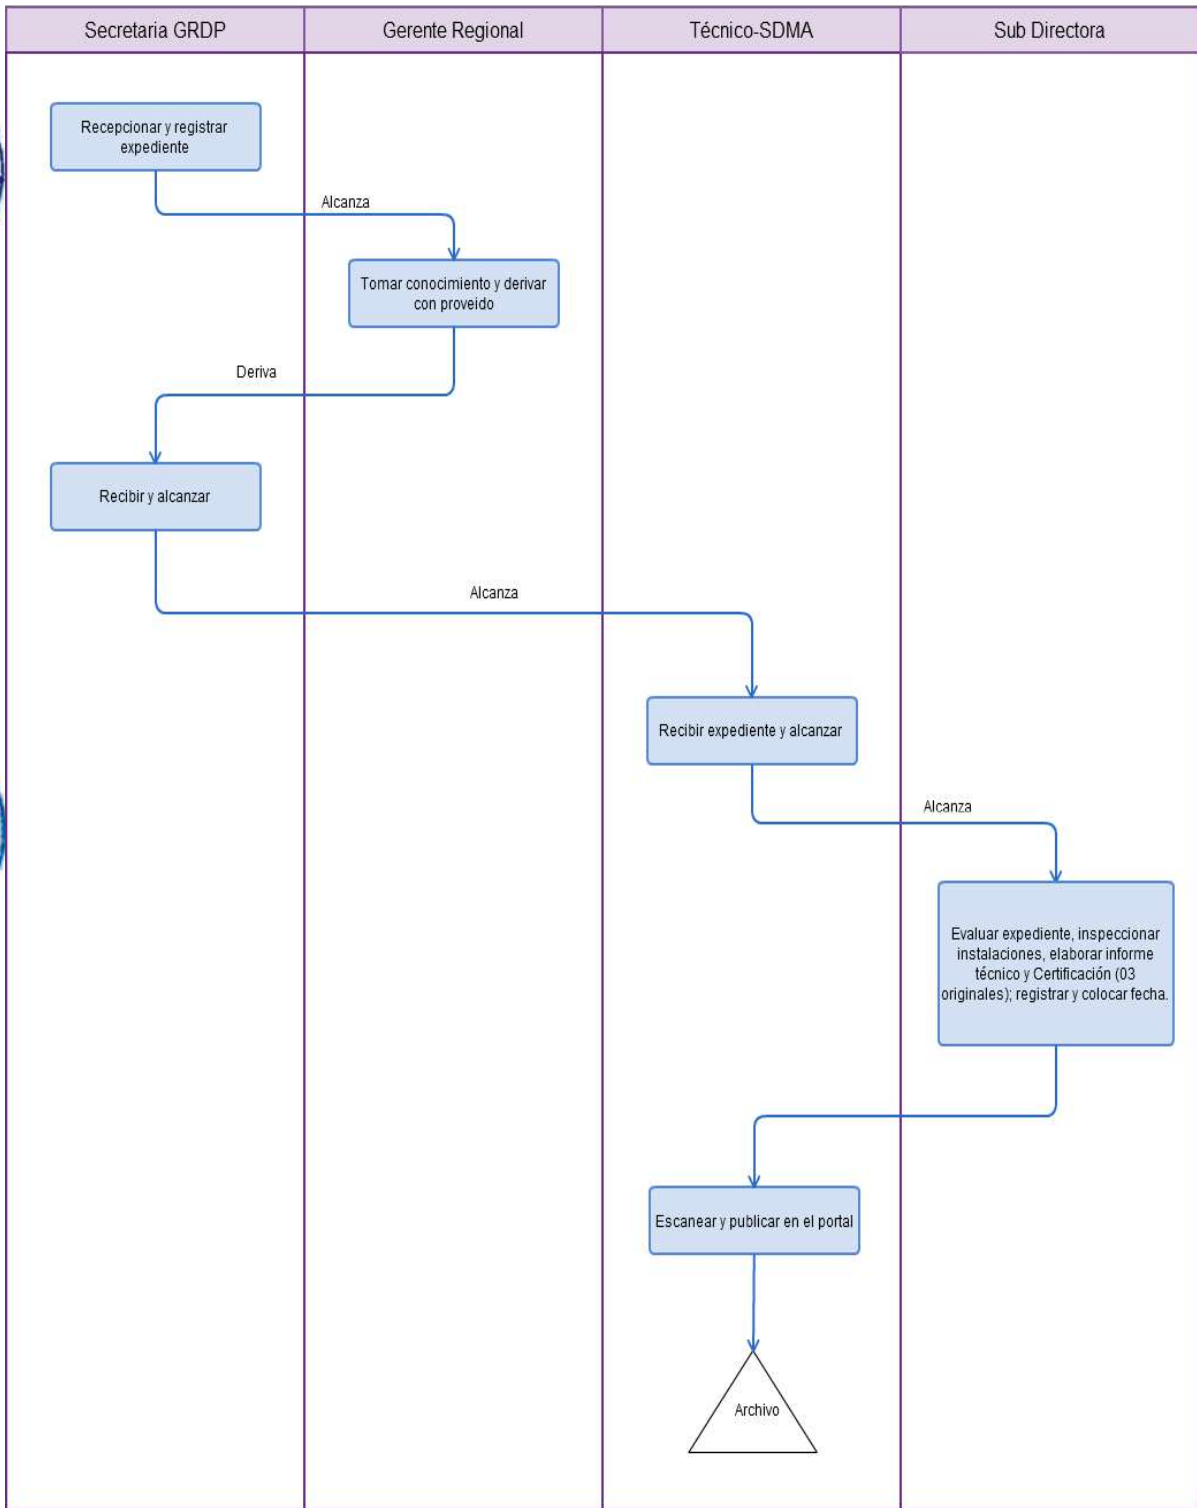 Secretaria GRDP
Gerente Regional
Técnico-SDMA
Sub Directora
Recepcionar y registrar
expediente
Alcanza
Tomar conocimiento y derivar
con proveido
Deriva
Recibir y alcanzar
Alcanza
Recibir expediente y alcanzar
Alcanza
Evaluar expediente, inspeccionar
instalaciones, elaborar informe
técnico y Certificación (03
originales); registrar y colocar fecha.
Escanear y publicar en el portal
Archivo